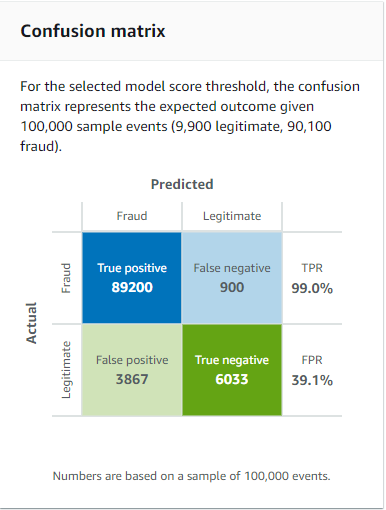 Confusion matrix
For the selected model score threshold, the confusion
matrix represents the expected outcome given
100,000 sample events (9,900 legitimate, 90,100
fraud).
Predicted
Fraud Legitimate
Actual
Fraud
True positive False negative TPR
89200 900 99.0%
Legitimate
False positive True negative FPR
3867 6033 39.1%
Numbers are based on a sample of 100,000 events.